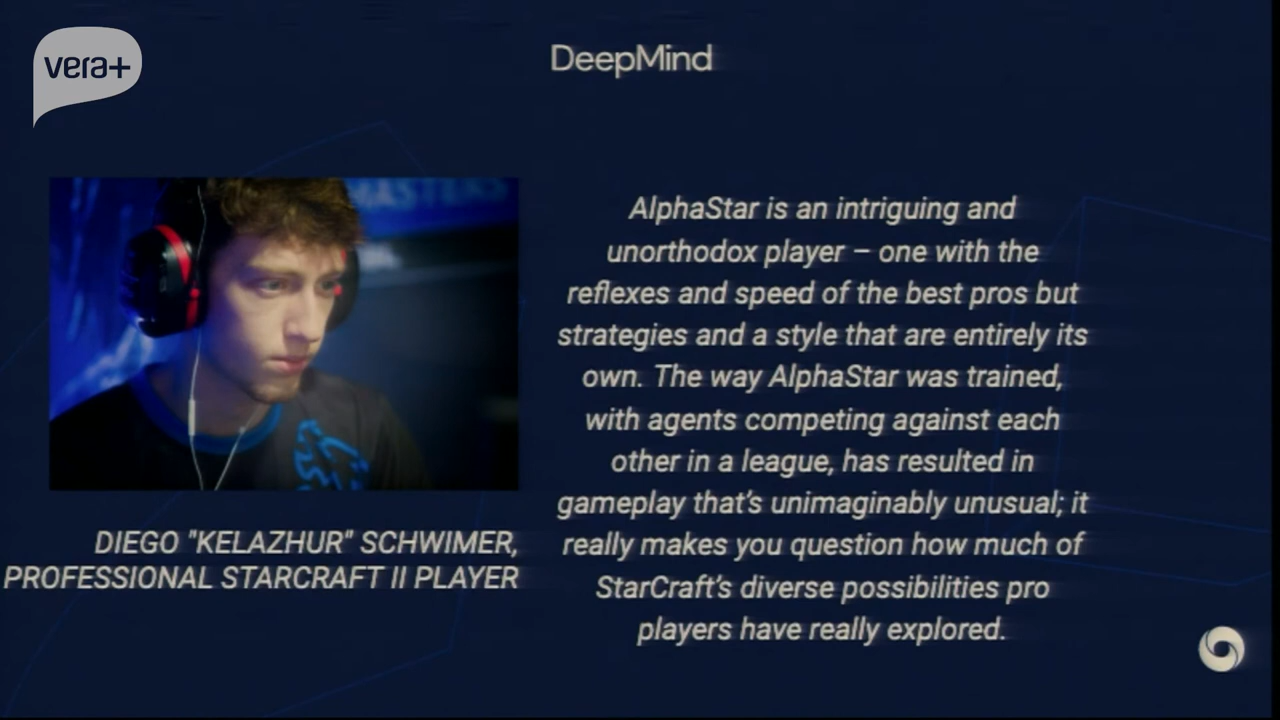 vera+
DeepMind
MASTERS
AlphaStar is an intriguing and
unorthodox player – one with the
reflexes and speed of the best pros but
strategies and a style that are entirely its
own. The way AlphaStar was trained,
with agents competing against each
other in a league, has resulted in
gameplay that's unimaginably unusual; it
really makes you question how much of
StarCraft's diverse possibilities pro
players have really explored.
DIEGO "KELAZHUR" SCHWIMER,
PROFESSIONAL STARCRAFT II PLAYER